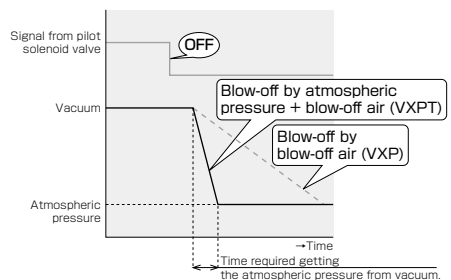 Signal from pilot
solenoid valve
OFF
Blow-off by atmospheric
pressure + blow-off air (VXPT)
Vacuum
Blow-off by
blow-off air (VXP)
Atmospheric
pressure
→Time
Time required getting
the atmospheric pressure from vacuum.